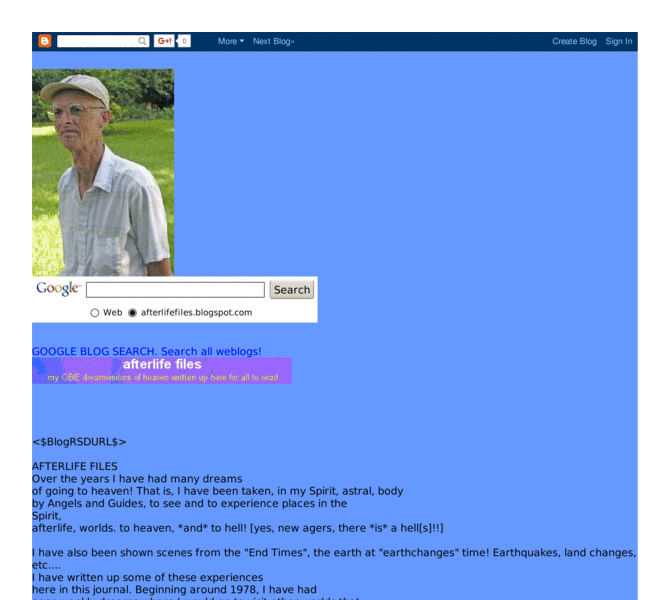 G+1 0 More Next Blog» Create Blog Sign In
Google Search
Web afterlifefiles.blogspot.com
GOOGLE BLOG SEARCH. Search all weblogs!
afterlife files
my OBE dreamvisions of heaven written up here for all to read
<$BlogRSDURL$>
AFTERLIFE FILES
Over the years I have had many dreams
of going to heaven! That is, I have been taken, in my Spirit, astral, body
by Angels and Guides, to see and to experience places in the
Spirit,
afterlife, worlds. to heaven, *and* to hell! [yes, new agers, there *is* a hell[s]!!]
I have also been shown scenes from the "End Times", the earth at "earthchanges" time! Earthquakes, land changes,
etc....
I have written up some of these experiences
here in this journal. Beginning around 1978, I have had